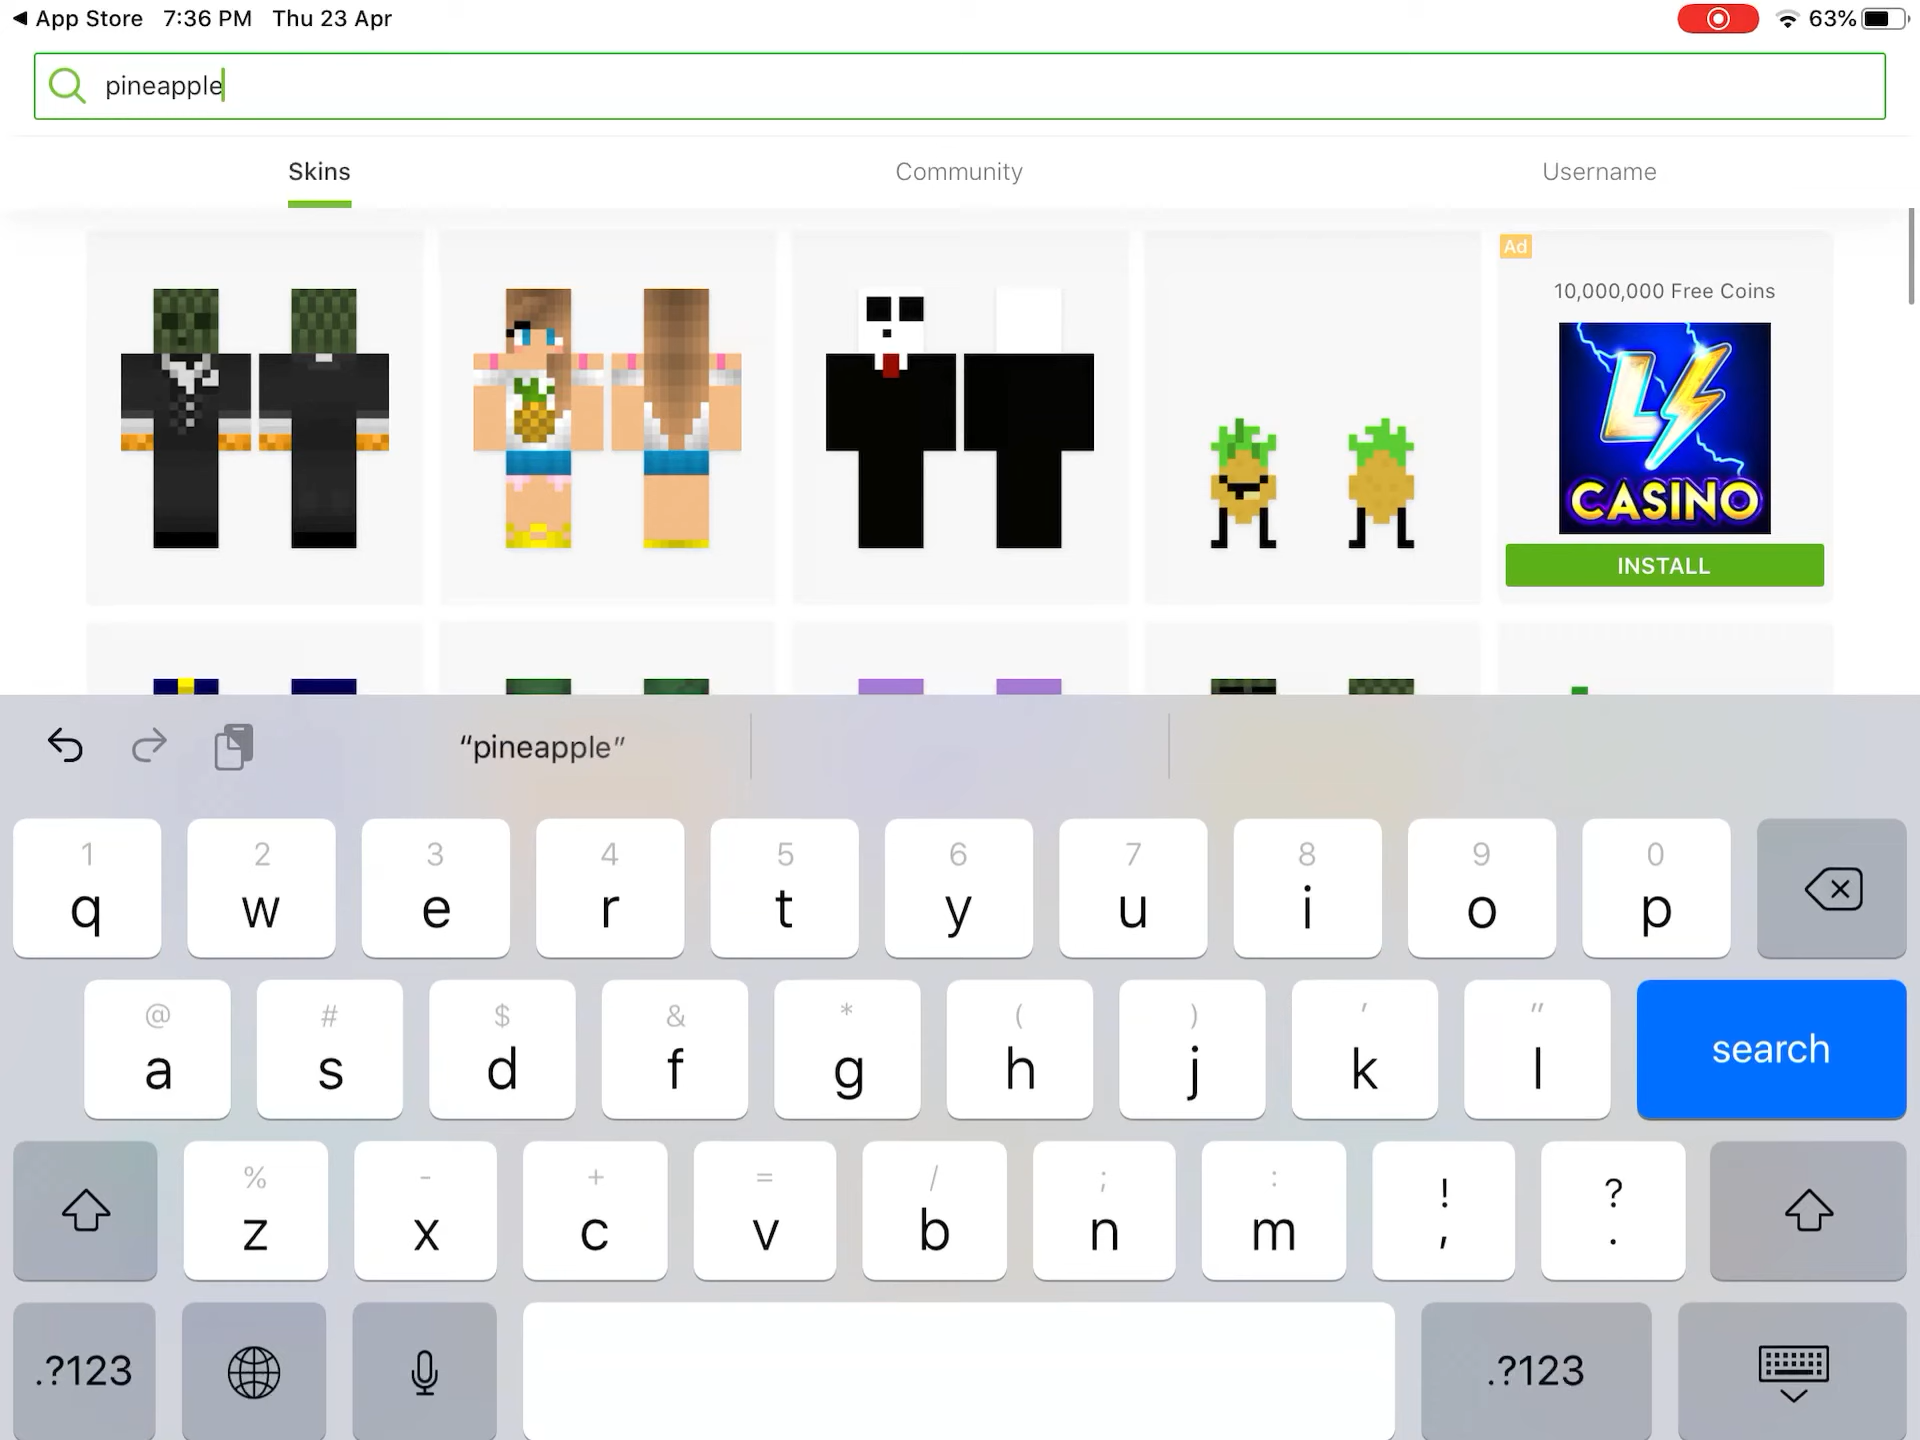 App Store 7:36 PM Thu 23 Apr 63%
pineapple
Skins Community Username
Ad
10,000,000 Free Coins
L
CASINO
INSTALL
“pineapple”
1 2 3 4 5 6 7 8 9 0
q w e r t y u i o p
@ # $ & * ( ) ' "
a s d f g h j k l search
% - + = / ; : ! ?
z x c v b n m , .
.?123 .?123